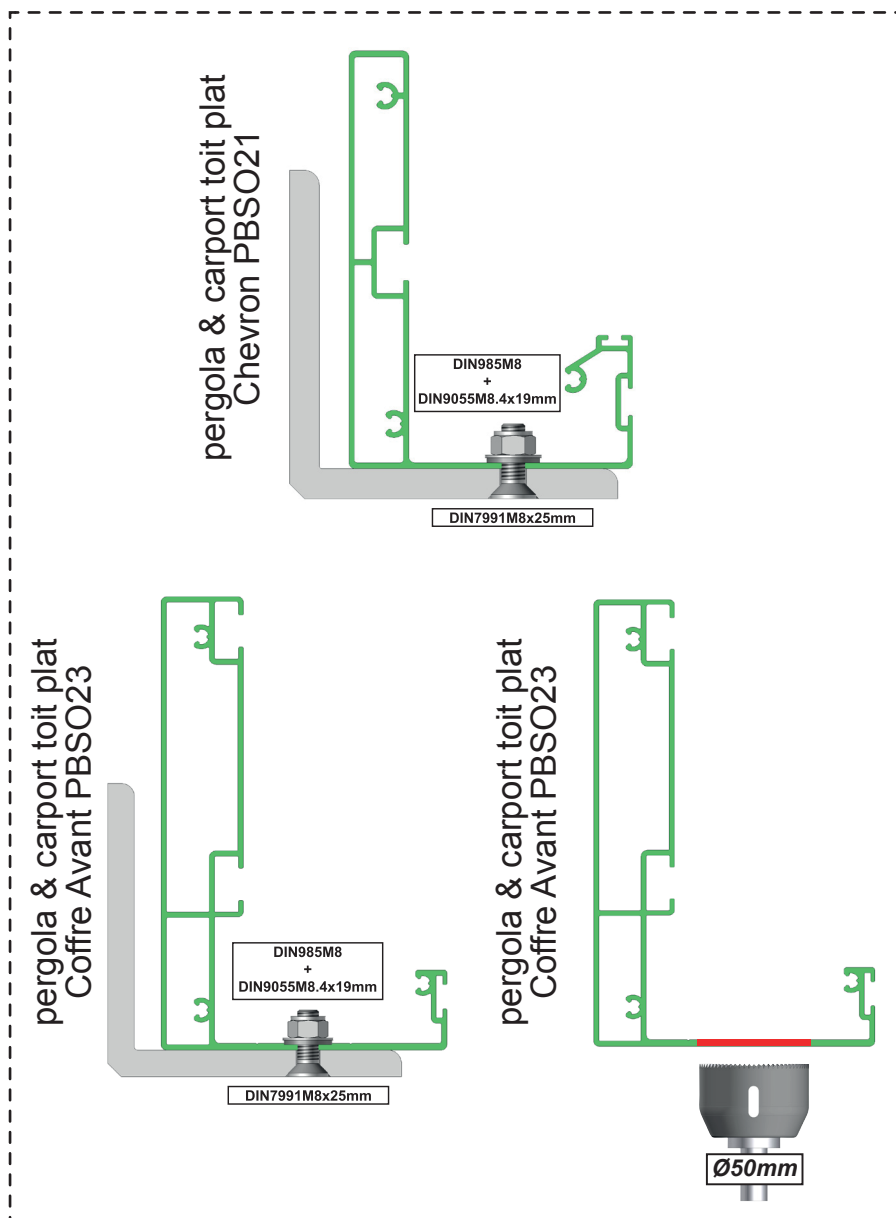 pergola & carport toit plat
Chevron PBSO21
DIN985M8
+
DIN9055M8.4x19mm
DIN7991M8x25mm
pergola & carport toit plat
Coffre Avant PBSO23
DIN985M8
+
DIN9055M8.4x19mm
DIN7991M8x25mm
pergola & carport toit plat
Coffre Avant PBSO23
Ø50mm